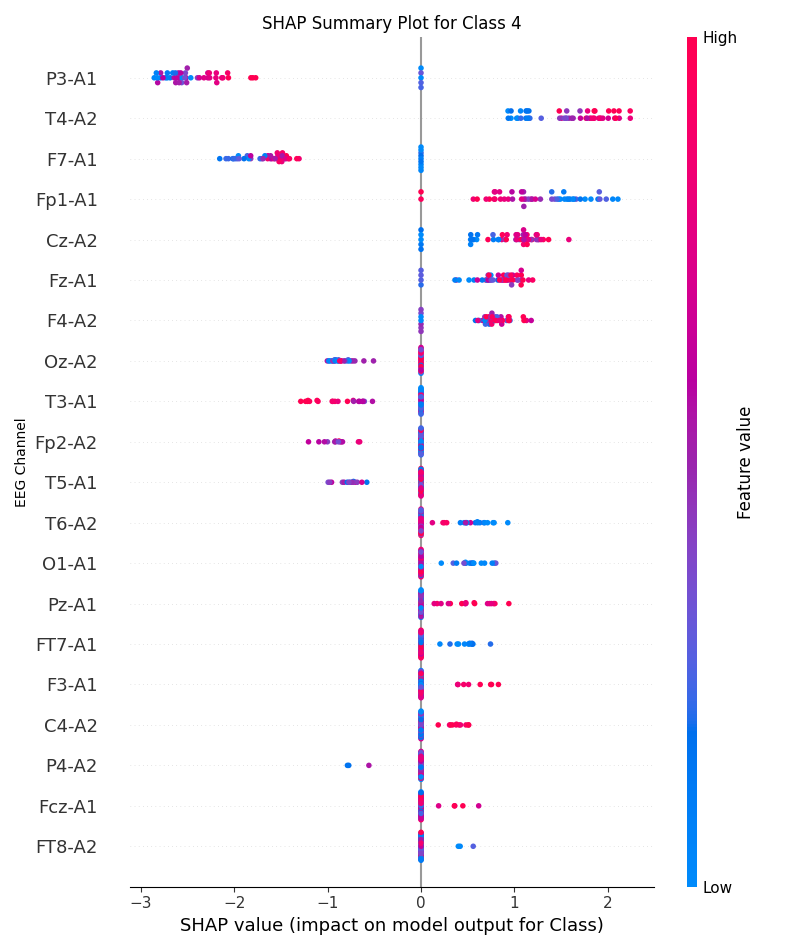 SHAP Summary Plot for Class 4
High
P3-A1
T4-A2
F7-A1
Fp1-A1
Cz-A2
Fz-A1
F4-A2
Oz-A2
T3-A1
Fp2-A2
T5-A1
T6-A2
O1-A1
Pz-A1
FT7-A1
F3-A1
C4-A2
P4-A2
Fcz-A1
FT8-A2
EEG Channel
Feature value
Low
−3 −2 −1 0 1 2
SHAP value (impact on model output for Class)